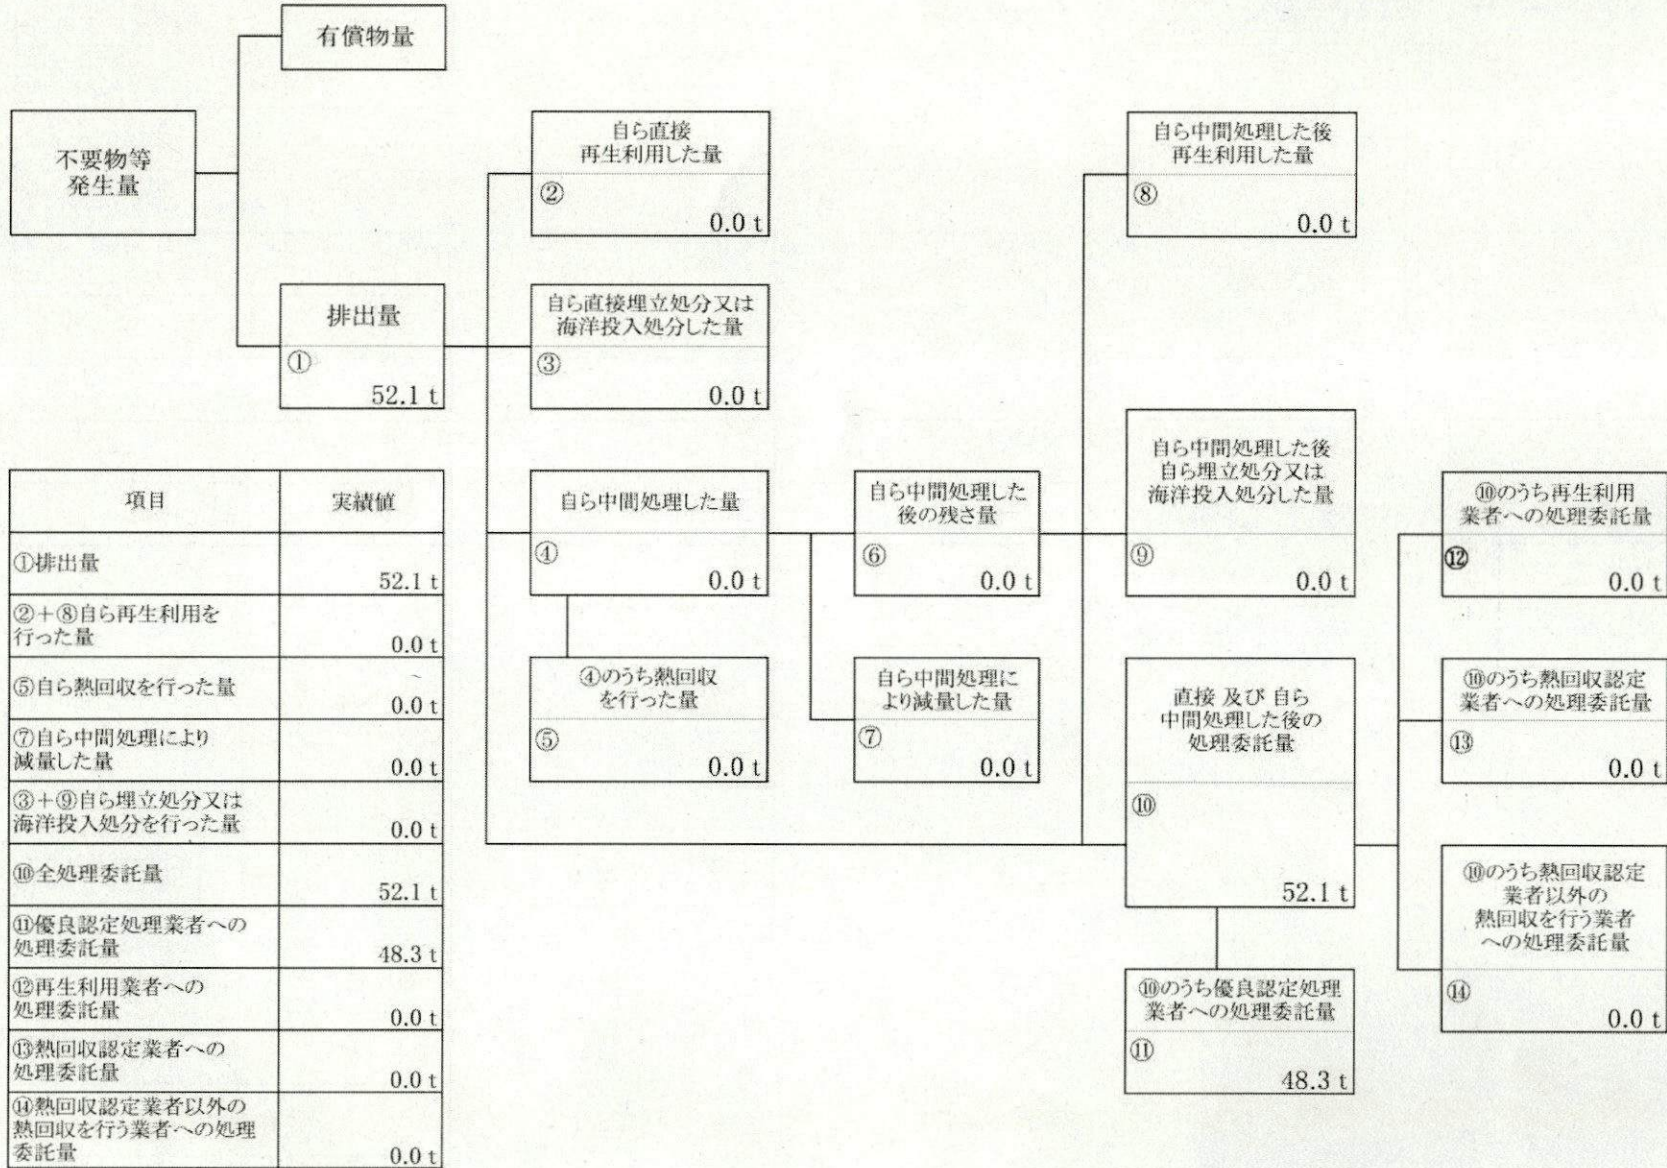 有償物量
不要物等
発生量
排出量
①
52.1 t
自ら直接
再生利用した量
②
0.0 t
自ら直接埋立処分又は
海洋投入処分した量
③
0.0 t
自ら中間処理した量
④
0.0 t
④のうち熱回収
を行った量
⑤
0.0 t
自ら中間処理した
後の残さ量
⑥
0.0 t
自ら中間処理に
より減量した量
⑦
0.0 t
自ら中間処理した後
再生利用した量
⑧
0.0 t
自ら中間処理した後
自ら埋立処分又は
海洋投入処分した量
⑨
0.0 t
直接 及び 自ら
中間処理した後の
処理委託量
⑩
52.1 t
⑩のうち優良認定処理
業者への処理委託量
⑪
48.3 t
⑩のうち再生利用
業者への処理委託量
⑫
0.0 t
⑩のうち熱回収認定
業者への処理委託量
⑬
0.0 t
⑩のうち熱回収認定
業者以外の
熱回収を行う業者
への処理委託量
⑭
0.0 t
項目 実績値
①排出量
52.1 t
②＋⑧自ら再生利用を
行った量
0.0 t
⑤自ら熱回収を行った量
0.0 t
⑦自ら中間処理により
減量した量
0.0 t
③＋⑨自ら埋立処分又は
海洋投入処分を行った量
0.0 t
⑩全処理委託量
52.1 t
⑪優良認定処理業者への
処理委託量
48.3 t
⑫再生利用業者への
処理委託量
0.0 t
⑬熱回収認定業者への
処理委託量
0.0 t
⑭熱回収認定業者以外の
熱回収を行う業者への処理
委託量
0.0 t